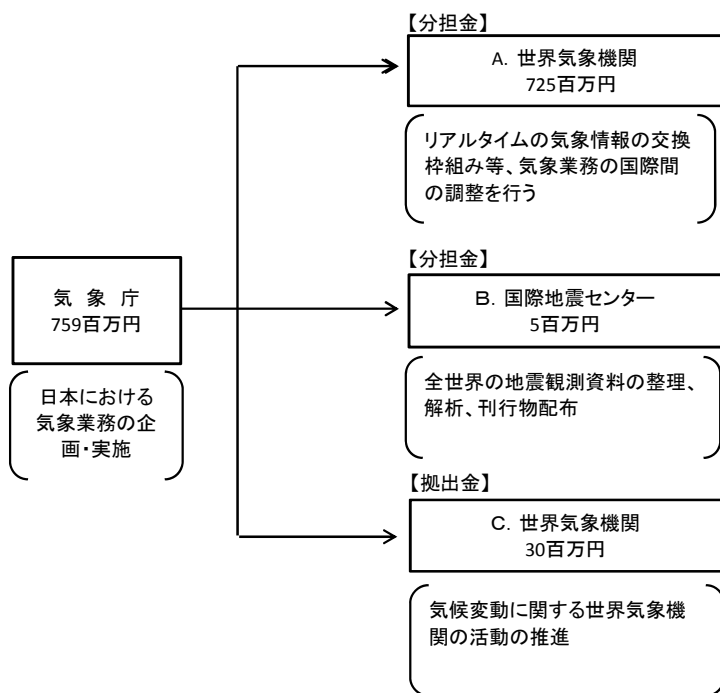 【分担金】
A. 世界気象機関
725百万円
リアルタイムの気象情報の交換
枠組み等、気象業務の国際間
の調整を行う
気 象 庁
759百万円
日本における
気象業務の企
画・実施
【分担金】
B. 国際地震センター
5百万円
全世界の地震観測資料の整理、
解析、刊行物配布
【拠出金】
C. 世界気象機関
30百万円
気候変動に関する世界気象機
関の活動の推進